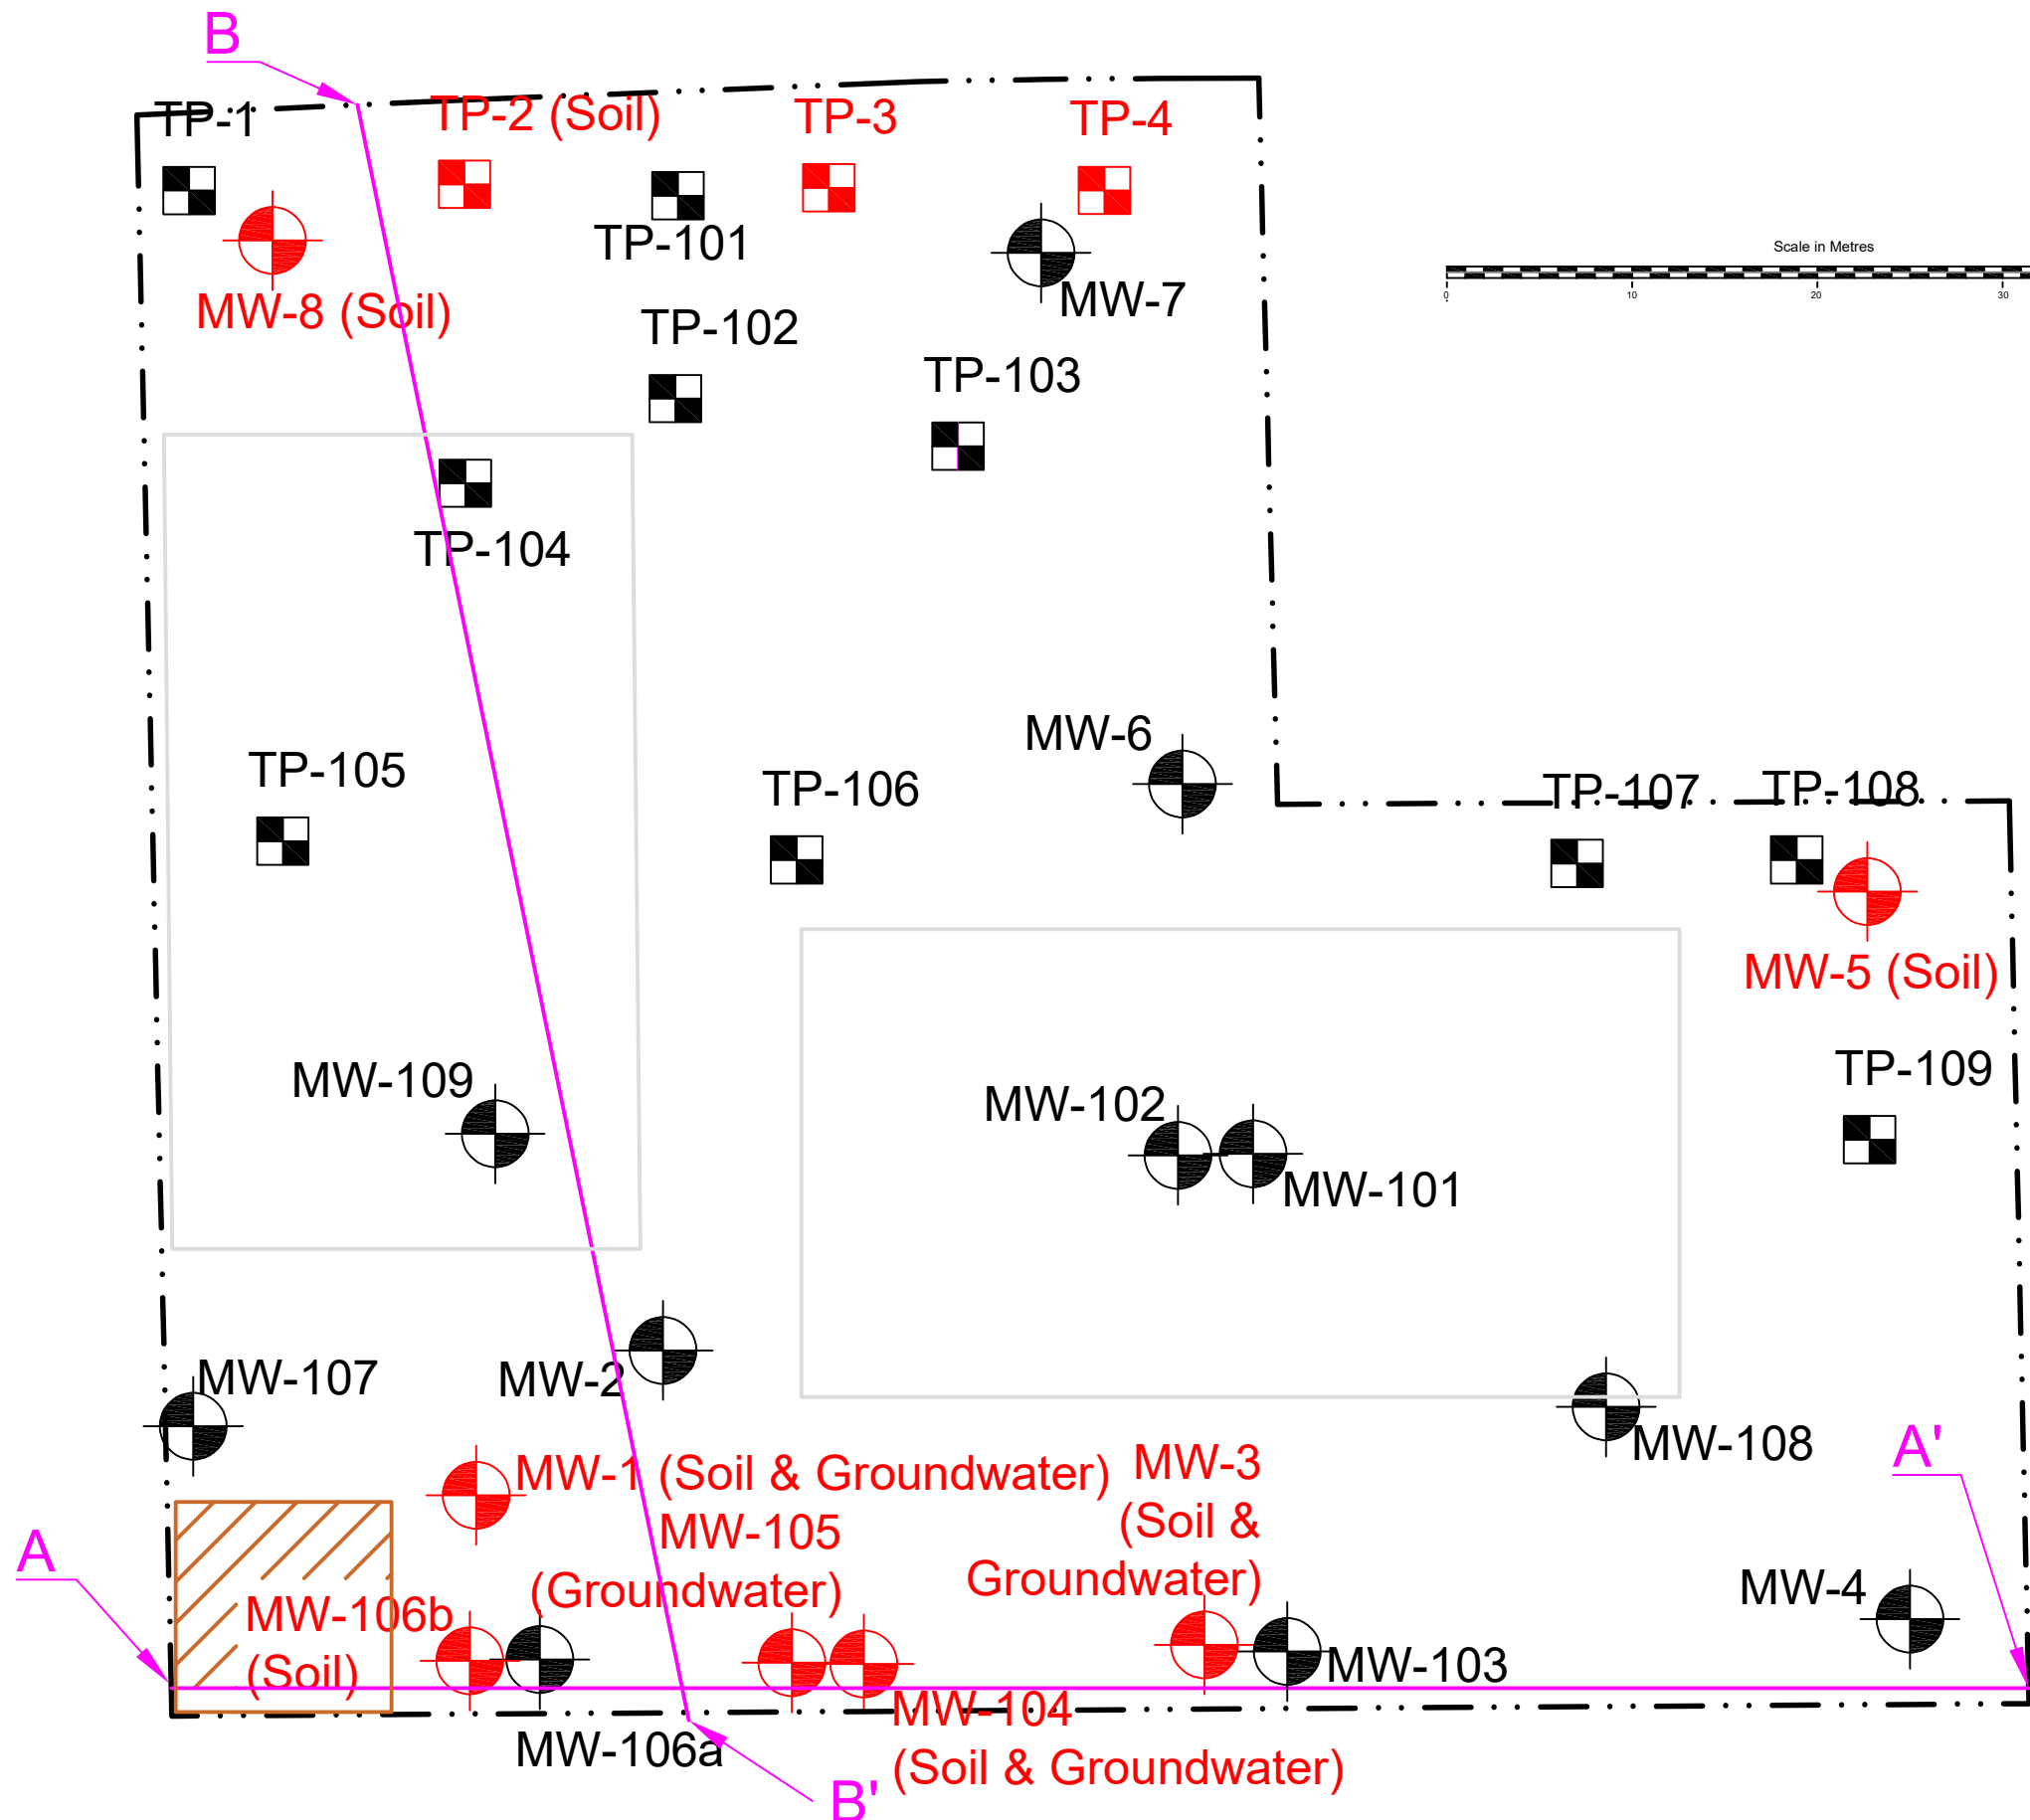 B
TP-1
TP-2 (Soil)
TP-3
TP-4
TP-101
MW-8 (Soil)
MW-7
Scale in Metres
0 10 20 30
TP-102
TP-103
TP-104
MW-6
TP-105
TP-106
TP-107
TP-108
MW-5 (Soil)
MW-109
MW-102
TP-109
MW-101
MW-107
MW-2
MW-108
A'
MW-1 (Soil & Groundwater)
MW-3
(Soil &
Groundwater)
MW-105
(Groundwater)
A
MW-106b
(Soil)
MW-4
MW-103
MW-104
(Soil & Groundwater)
MW-106a
B'